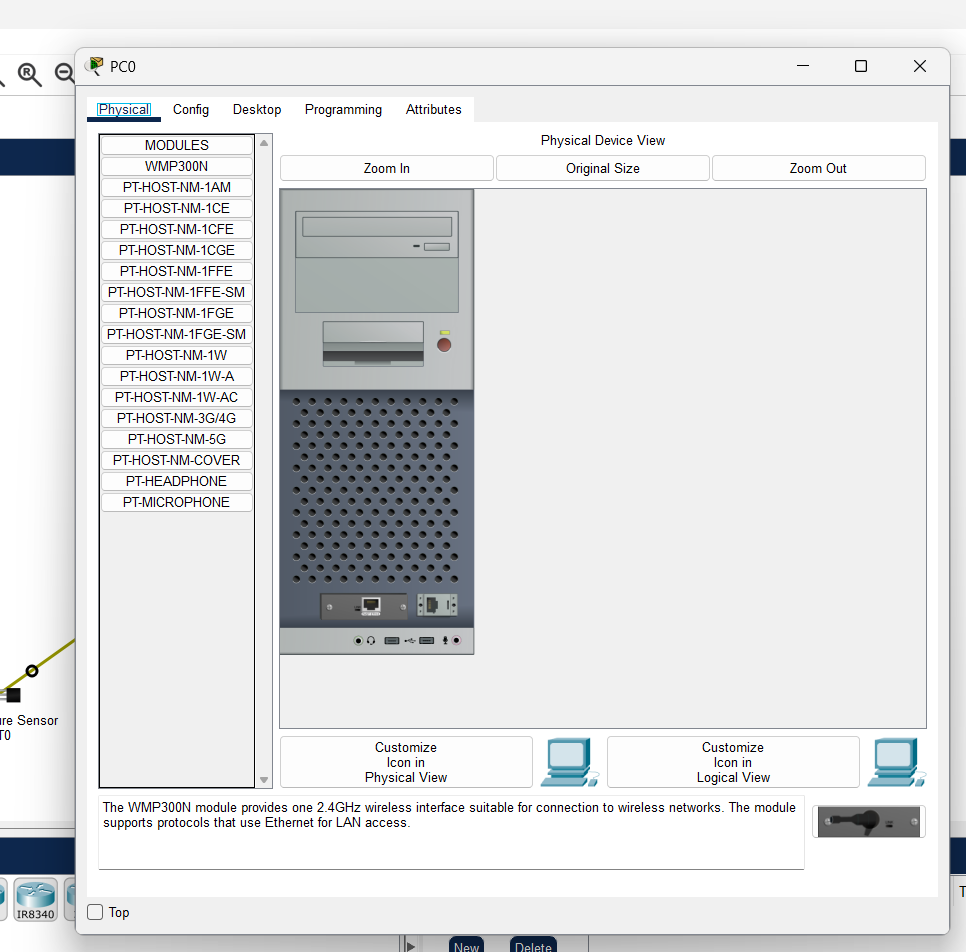 PC0
Physical Config Desktop Programming Attributes
MODULES
WMP300N
PT-HOST-NM-1AM
PT-HOST-NM-1CE
PT-HOST-NM-1CFE
PT-HOST-NM-1CGE
PT-HOST-NM-1FFE
PT-HOST-NM-1FFE-SM
PT-HOST-NM-1FGE
PT-HOST-NM-1FGE-SM
PT-HOST-NM-1W
PT-HOST-NM-1W-A
PT-HOST-NM-1W-AC
PT-HOST-NM-3G/4G
PT-HOST-NM-5G
PT-HOST-NM-COVER
PT-HEADPHONE
PT-MICROPHONE
Physical Device View
Zoom In Original Size Zoom Out
Customize
Icon in
Physical View
Customize
Icon in
Logical View
The WMP300N module provides one 2.4GHz wireless interface suitable for connection to wireless networks. The module
supports protocols that use Ethernet for LAN access.
Top
R
ure Sensor
T0
IR8340
New Delete
T